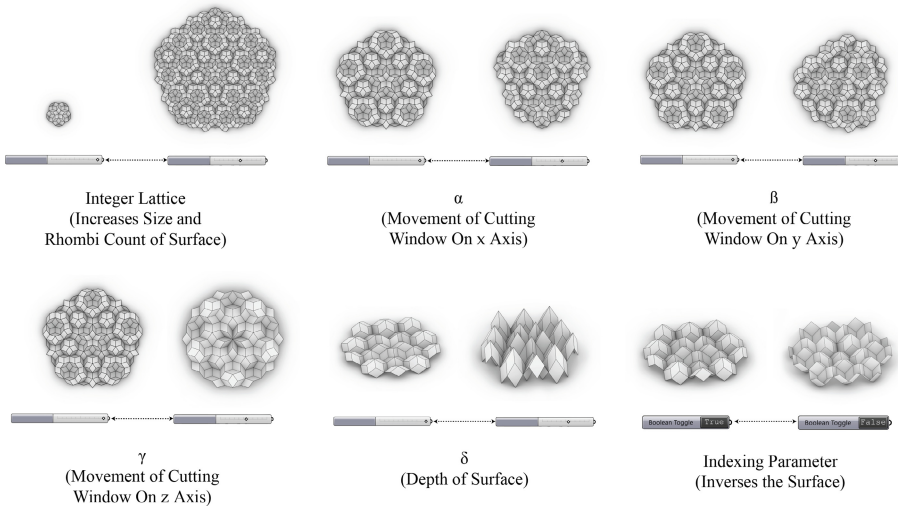 Integer Lattice
(Increases Size and
Rhombi Count of Surface)
α
(Movement of Cutting
Window On x Axis)
ß
(Movement of Cutting
Window On y Axis)
γ
(Movement of Cutting
Window On z Axis)
δ
(Depth of Surface)
Boolean Toggle True
Boolean Toggle False
Indexing Parameter
(Inverses the Surface)